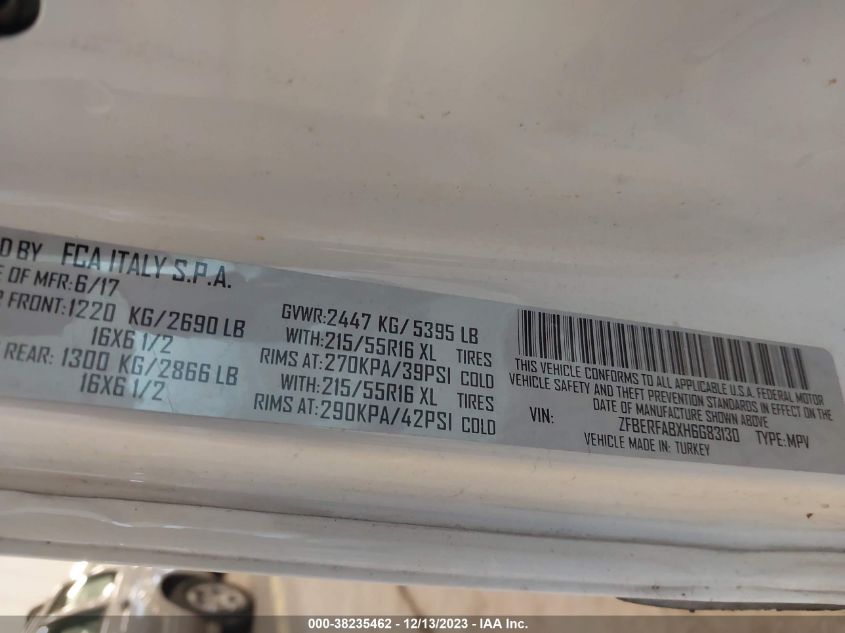 D BY FCA ITALY S.P.A.
E OF MFR:6/17
R FRONT:1220 KG/2690 LB
16X6 1/2
REAR: 1300 KG/2866 LB
16X6 1/2
GVWR:2447 KG/5395 LB
WITH:215/55R16 XL TIRES
RIMS AT:270KPA/39PSI COLD
WITH:215/55R16 XL TIRES
RIMS AT:290KPA/42PSI COLD
THIS VEHICLE CONFORMS TO ALL APPLICABLE U.S.A. FEDERAL MOTOR
VEHICLE SAFETY AND THEFT PREVENTION STANDARDS IN EFFECT ON THE
DATE OF MANUFACTURE SHOWN ABOVE
VIN: ZFBERFABXH6G83130 TYPE:MPV
VEHICLE MADE IN: TURKEY
000-38235462 - 12/13/2023 - IAA Inc.